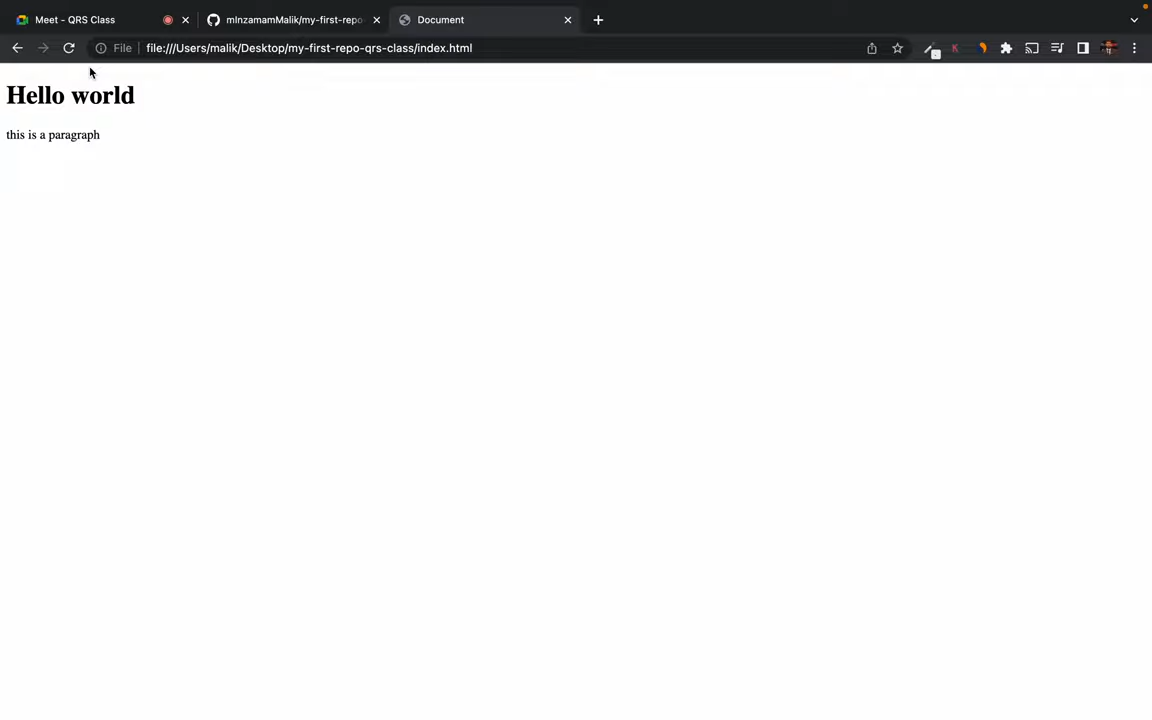 Meet - QRS Class
mInzamamMalik/my-first-repo
Document
File
file:///Users/malik/Desktop/my-first-repo-qrs-class/index.html
K
Hello world
this is a paragraph